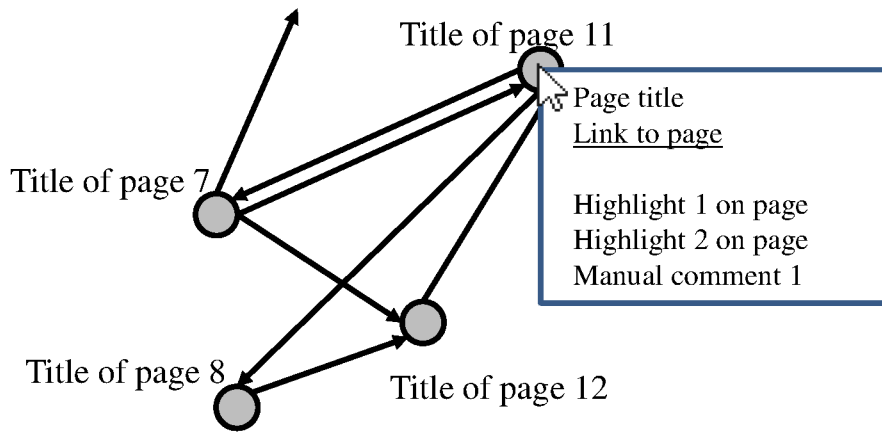 Title of page 11
Page title
Link to page
Title of page 7
Highlight 1 on page
Highlight 2 on page
Manual comment 1
Title of page 8
Title of page 12